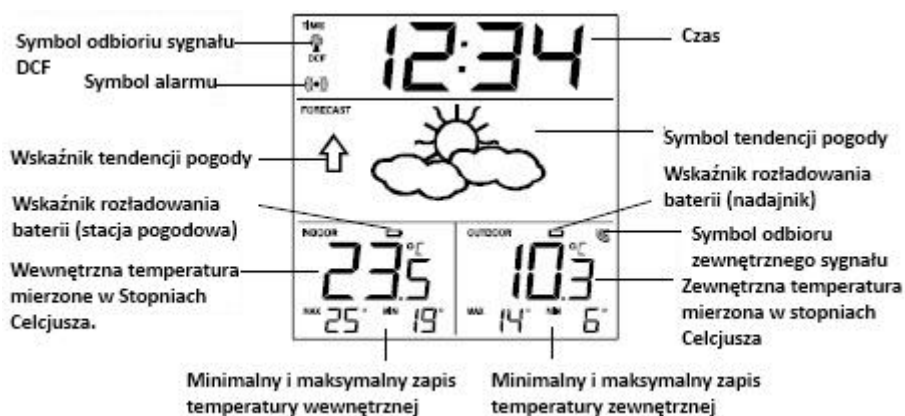 Symbol odbioriu sygnału
DCF
Symbol alarmu
Wskaźnik tendencji pogody
Wskaźnik rozładowania
baterii (stacja pogodowa)
Wewnętrzna temperatura
mierzone w Stopniach
Celcjusza.
TIME
DCF
12:34
FORECAST
INDOOR
°C
23.5
MAX 25° MIN 19°
OUTDOOR
°C
10.3
MAX 14° MIN 6°
Czas
Symbol tendencji pogody
Wskaźnik rozładowania
baterii (nadajnik)
Symbol odbioru
zewnętrznego sygnału
Zewnętrzna temperatura
mierzona w stopniach
Celcjusza
Minimalny i maksymalny zapis
temperatury wewnętrznej
Minimalny i maksymalny zapis
temperatury zewnętrznej